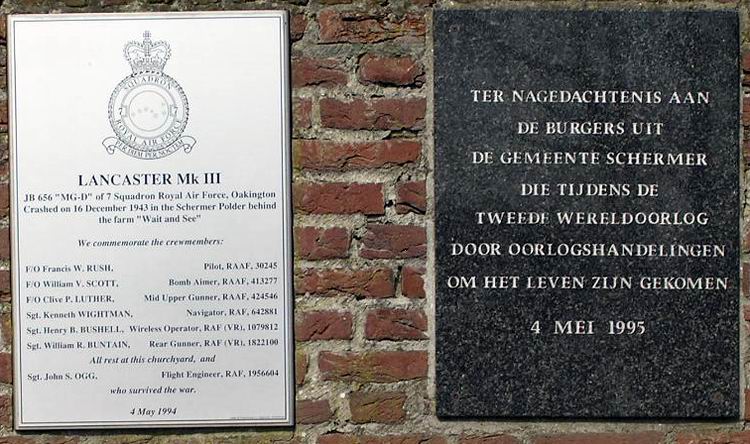 SQUADRON
ROYAL AIR FORCE
PER DIEM PER NOCTEM
LANCASTER Mk III
JB 656 "MG-D" of 7 Squadron Royal Air Force, Oakington
Crashed on 16 December 1943 in the Schermer Polder behind
the farm "Wait and See"
We commemorate the crewmembers:
F/O Francis W. RUSH, Pilot, RAAF, 30245
F/O William V. SCOTT, Bomb Aimer, RAAF, 413277
F/O Clive P. LUTHER, Mid Upper Gunner, RAAF, 424546
Sgt. Kenneth WIGHTMAN, Navigator, RAF, 642881
Sgt. Henry B. BUSHELL, Wireless Operator, RAF (VR), 1079812
Sgt. William R. BUNTAIN, Rear Gunner, RAF (VR), 1822100
All rest at this churchyard, and
Sgt. John S. OGG, Flight Engineer, RAF, 1956604
who survived the war.
4 May 1994
TER NAGEDACHTENIS AAN
DE BURGERS UIT
DE GEMEENTE SCHERMER
DIE TIJDENS DE
TWEEDE WERELDOORLOG
DOOR OORLOGSHANDELINGEN
OM HET LEVEN ZIJN GEKOMEN
4 MEI 1995